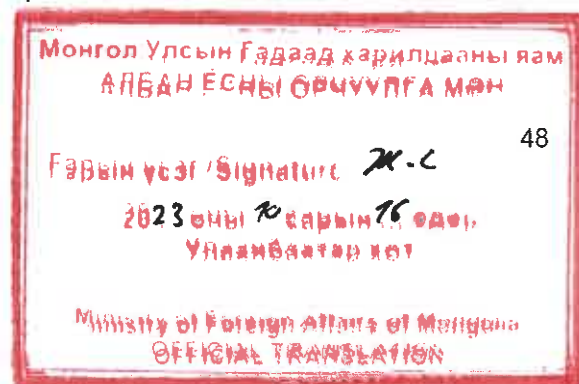 Монгол Улсын Гадаад харилцааны яам
АЛБАН ЁСНЫ ОРЧУУЛГА МӨН
48
Гарын үсэг /Signature Ж.С
2023 оны 10 сарын 16 өдөр
Улаанбаатар хот
Ministry of Foreign Affairs of Mongolia
OFFICIAL TRANSLATION